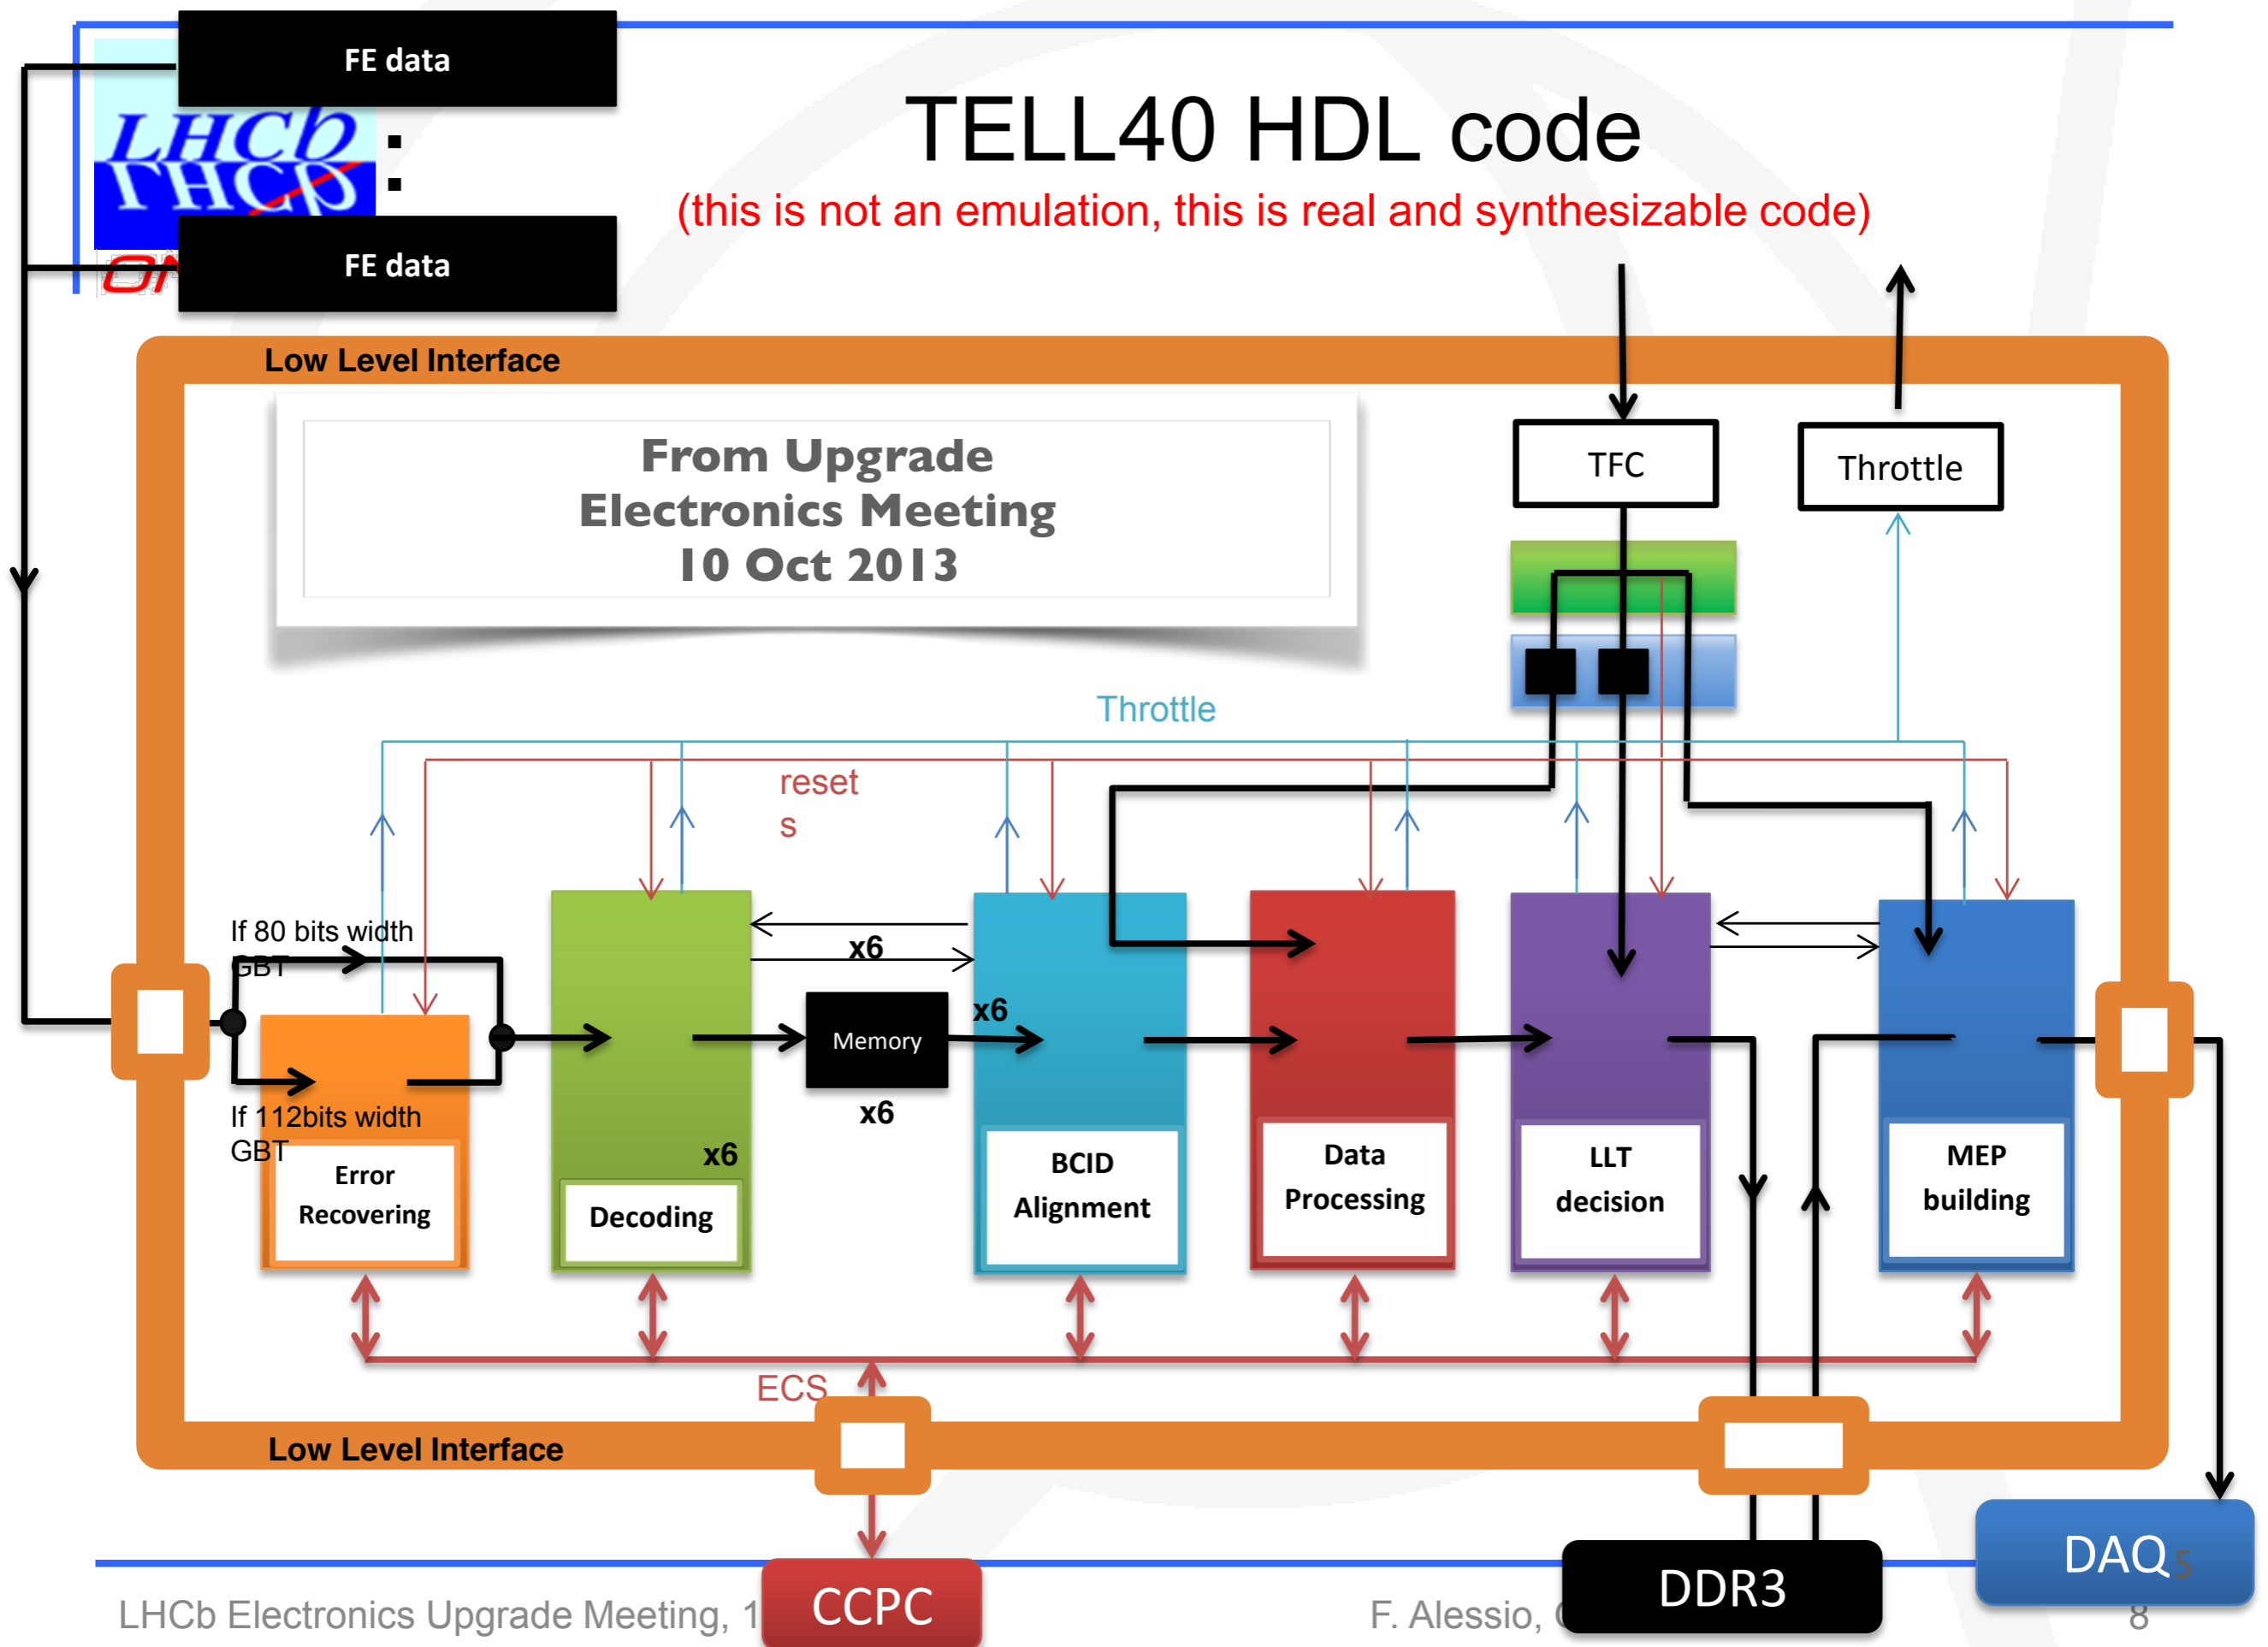 FE data
LHCb
:
:
FE data
TELL40 HDL code
(this is not an emulation, this is real and synthesizable code)
Low Level Interface
From Upgrade
Electronics Meeting
10 Oct 2013
TFC
Throttle
Throttle
reset
s
If 80 bits width
GBT
x6
x6
Memory
x6
If 112bits width
GBT
x6
Error
Recovering
Decoding
BCID
Alignment
Data
Processing
LLT
decision
MEP
building
ECS
Low Level Interface
CCPC
DDR3
DAQ
5
LHCb Electronics Upgrade Meeting, 1
F. Alessio,
8